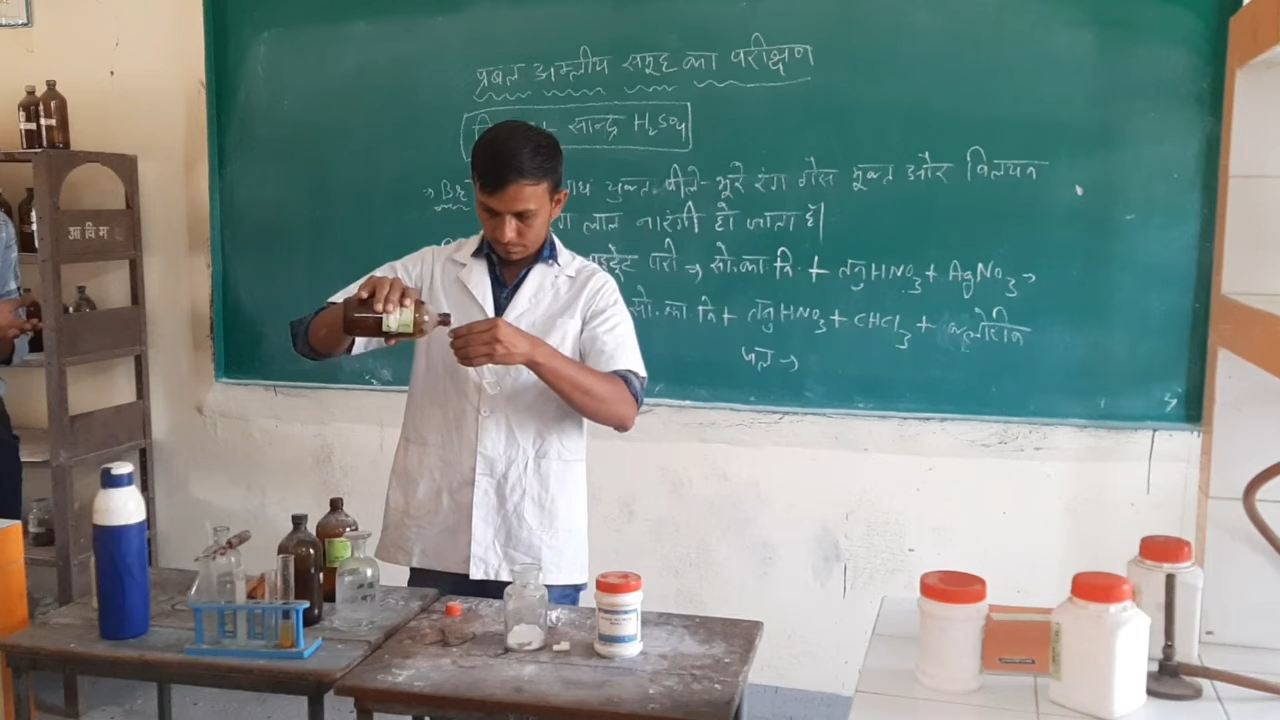 प्रबल अम्लीय समूह का परीक्षण
सान्द्र H₂SO₄
→ Br युक्त पीले-भूरे रंग गैस मुक्त और विलयन
लाल नारंगी हो जाता है।
परी → सो.का.नि. + तनु HNO₃ + AgNO₃ →
सो.का.नि + तनु HNO₃ + CHCl₃ + क्लोरिन
जल →